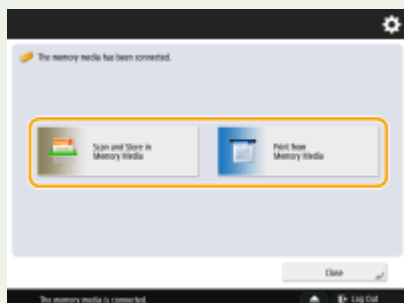 The memory media has been connected.
Scan and Store in
Memory Media
Print from
Memory Media
Close
The memory media is connected.
Log Out